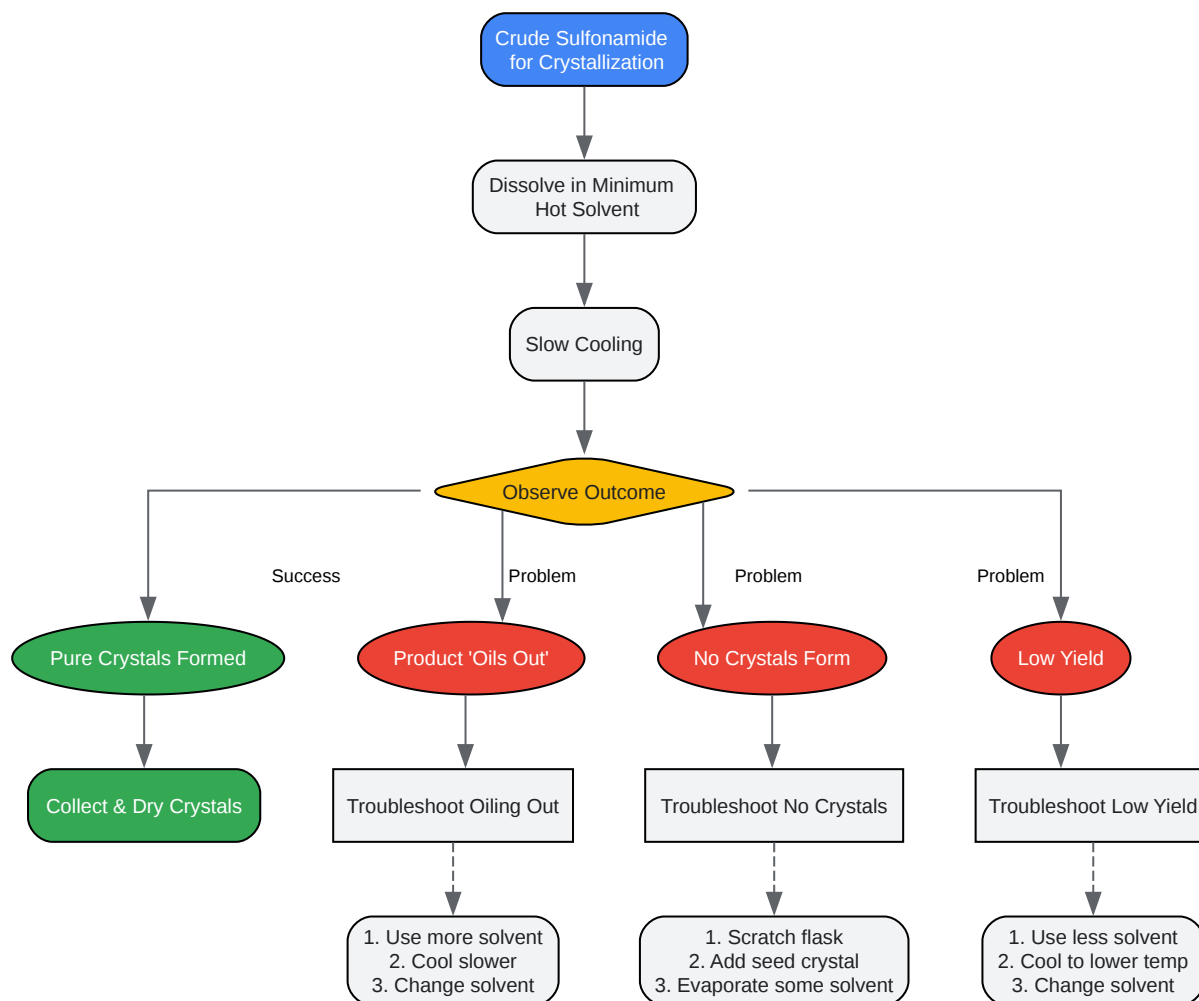 Crude Sulfonamide
for Crystallization
Dissolve in Minimum
Hot Solvent
Slow Cooling
Observe Outcome
Success
Problem
Problem
Problem
Pure Crystals Formed
Product 'Oils Out'
No Crystals Form
Low Yield
Collect & Dry Crystals
Troubleshoot Oiling Out
Troubleshoot No Crystals
Troubleshoot Low Yield
1. Use more solvent
2. Cool slower
3. Change solvent
1. Scratch flask
2. Add seed crystal
3. Evaporate some solvent
1. Use less solvent
2. Cool to lower temp
3. Change solvent